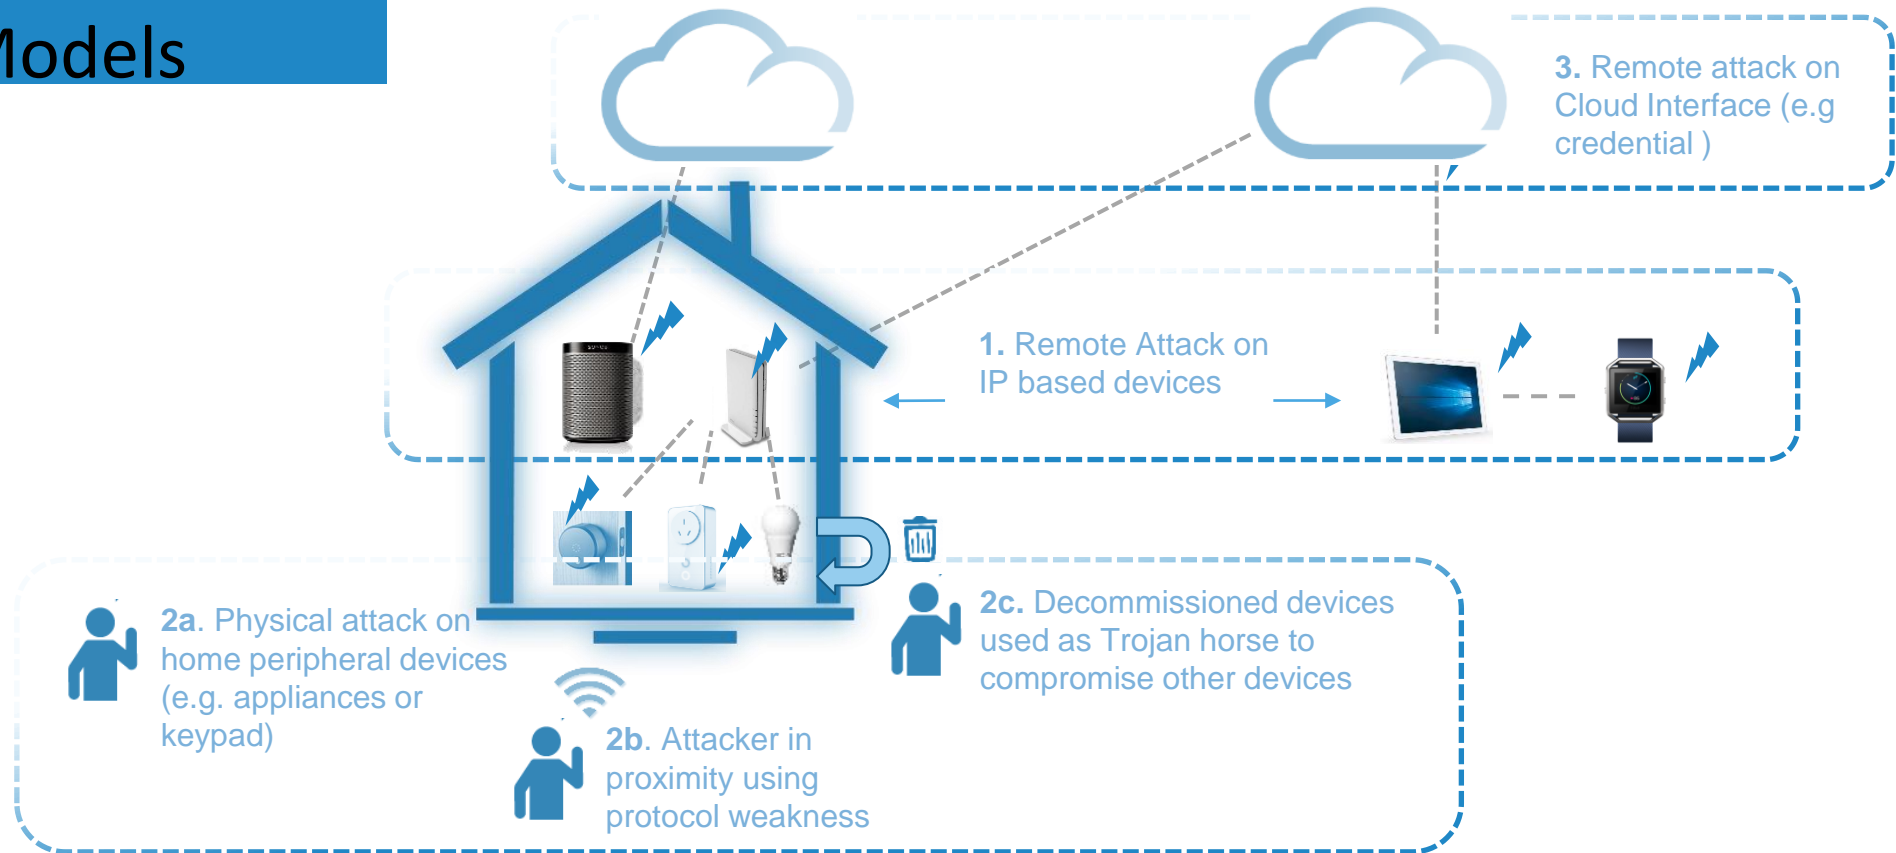 Models
3. Remote attack on
Cloud Interface (e.g
credential )
1. Remote Attack on
IP based devices
SONOS
2a. Physical attack on
home peripheral devices
(e.g. appliances or
keypad)
2c. Decommissioned devices
used as Trojan horse to
compromise other devices
2b. Attacker in
proximity using
protocol weakness